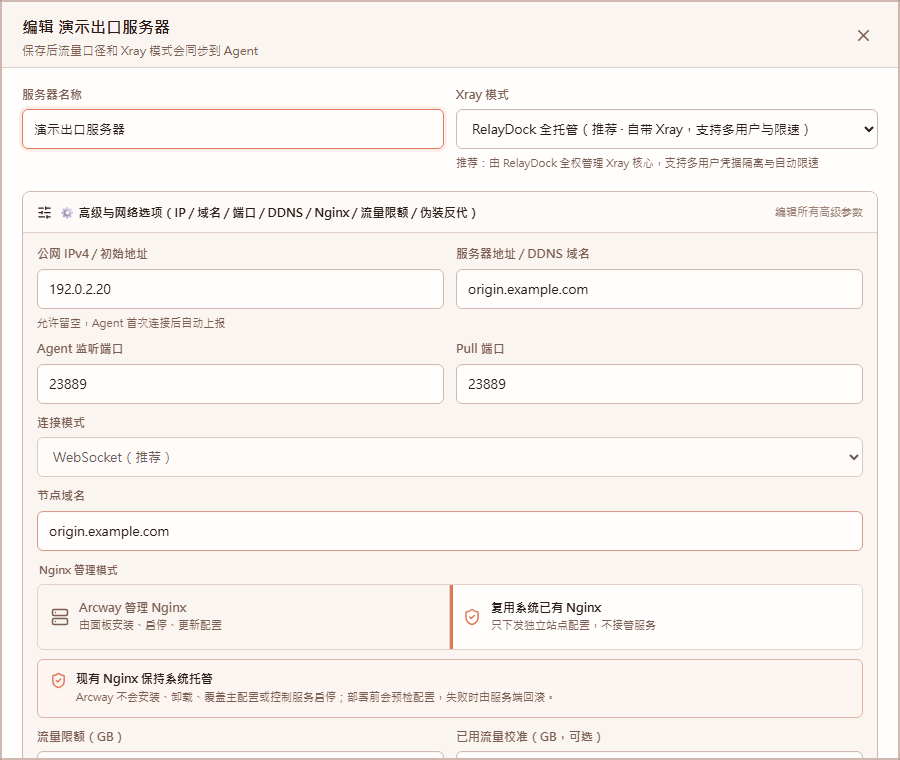 编辑 演示出口服务器
保存后流量口径和 Xray 模式会同步到 Agent
服务器名称
Xray 模式
演示出口服务器
RelayDock 全托管（推荐 · 自带 Xray，支持多用户与限速）
推荐：由 RelayDock 全权管理 Xray 核心，支持多用户凭据隔离与自动限速
高级与网络选项（IP / 域名 / 端口 / DDNS / Nginx / 流量限额 / 伪装反代）
编辑所有高级参数
公网 IPv4 / 初始地址
服务器地址 / DDNS 域名
192.0.2.20
origin.example.com
允许留空，Agent 首次连接后自动上报
Agent 监听端口
Pull 端口
23889
23889
连接模式
WebSocket（推荐）
节点域名
origin.example.com
Nginx 管理模式
Arcway 管理 Nginx
由面板安装、启停、更新配置
复用系统已有 Nginx
只下发独立站点配置，不接管服务
现有 Nginx 保持系统托管
Arcway 不会安装、卸载、覆盖主配置或控制服务启停；部署前会预检配置，失败时由服务端回滚。
流量限额（GB）
已用流量校准（GB，可选）